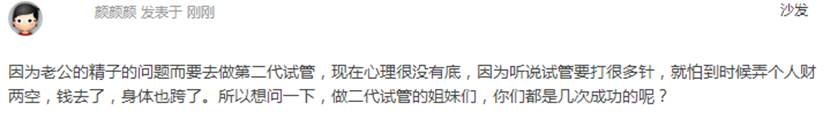 颜颜颜 发表于 刚刚 沙发
因为老公的精子的问题而要去做第二代试管，现在心理很没有底，因为听说试管要打很多针，就怕到时候弄个人财
两空，钱去了，身体也跨了。所以想问一下，做二代试管的姐妹们，你们都是几次成功的呢？